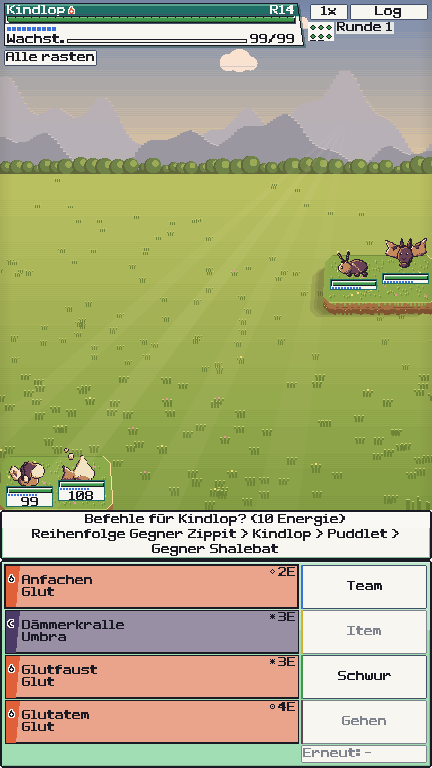 Kindlop R14
Wachst. 99/99
1x
Log
Runde 1
Alle rasten
99
108
Befehle für Kindlop? (10 Energie)
Reihenfolge Gegner Zippit > Kindlop > Puddlet >
Gegner Shalebat
Anfachen 2E
Glut
Dämmerkralle 3E
Umbra
Glutfaust 3E
Glut
Glutatem 4E
Glut
Team
Item
Schwur
Gehen
Erneut: -